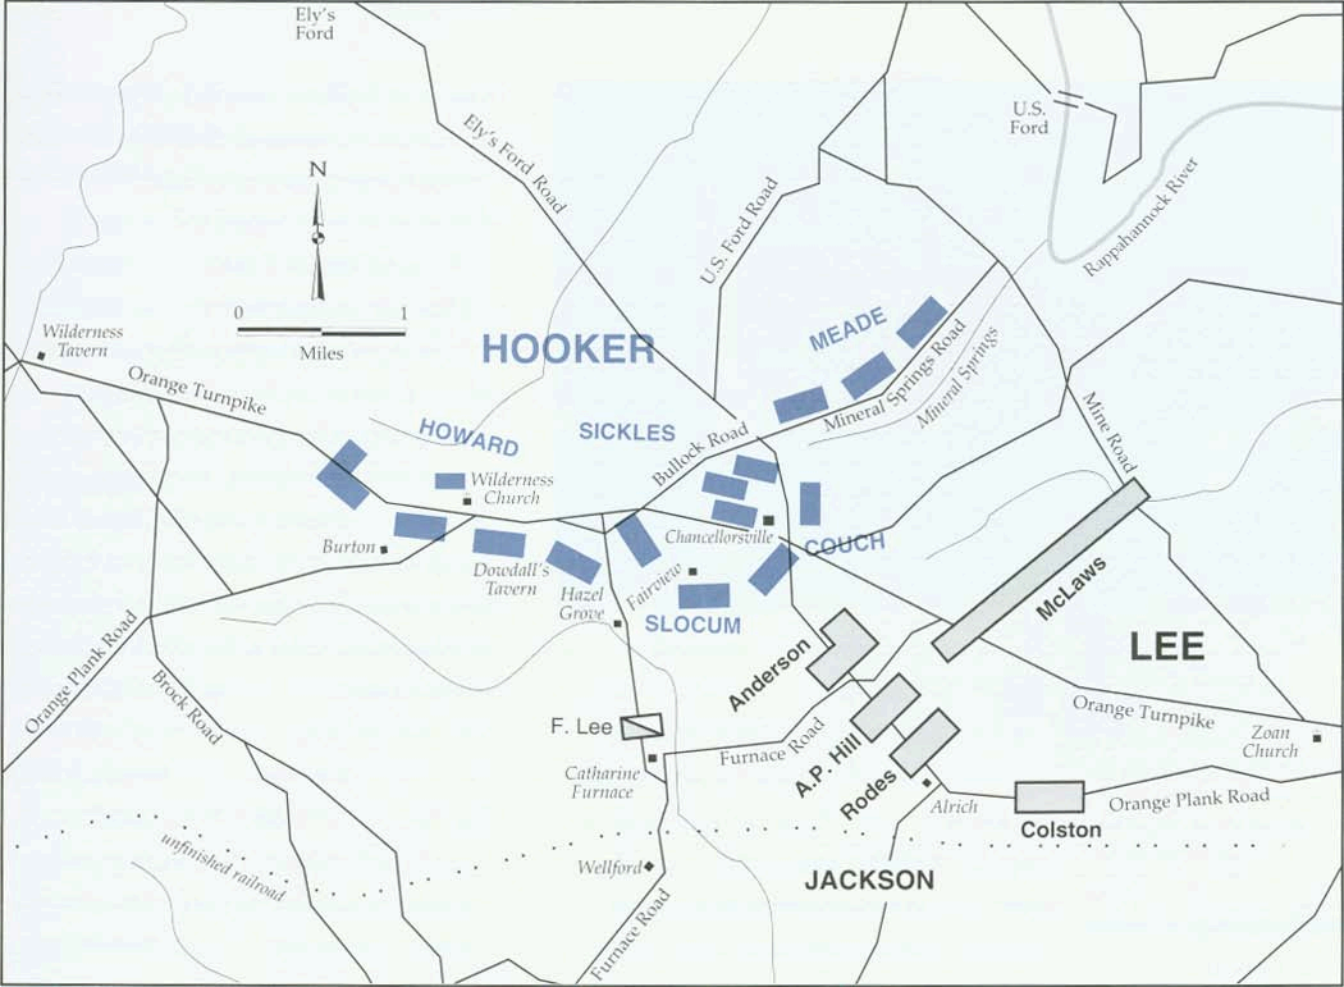 Ely's
Ford
U.S.
Ford
Ely's Ford Road
N
U.S. Ford Road
Rappahannock River
0 1
Miles
Wilderness
Tavern
HOOKER
MEADE
Orange Turnpike
Mineral Springs Road
Mineral Springs
Mine Road
HOWARD
SICKLES
Bullock Road
Wilderness
Church
Burton
Chancellorsville
COUCH
Dowdall's
Tavern
Hazel
Grove
Fairview
SLOCUM
McLaws
LEE
Anderson
Orange Plank Road
Brock Road
F. Lee
Orange Turnpike
Zoan
Church
Furnace Road
A.P. Hill
Rodes
Catharine
Furnace
Alrich
Orange Plank Road
Colston
unfinished railroad
Wellford
JACKSON
Furnace Road